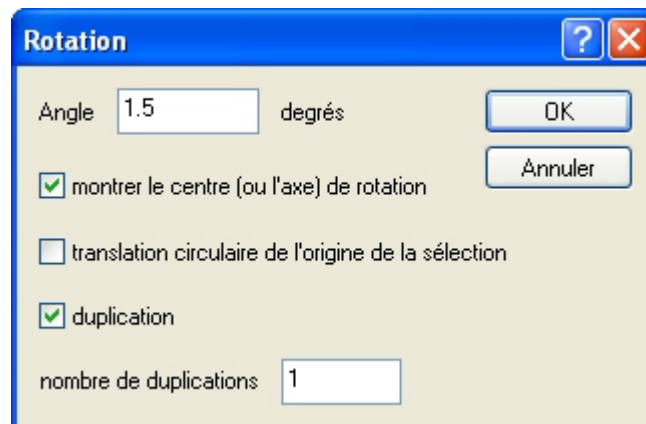 Rotation
Angle 1.5 degrés
OK
Annuler
montrer le centre (ou l'axe) de rotation
translation circulaire de l'origine de la sélection
duplication
nombre de duplications 1